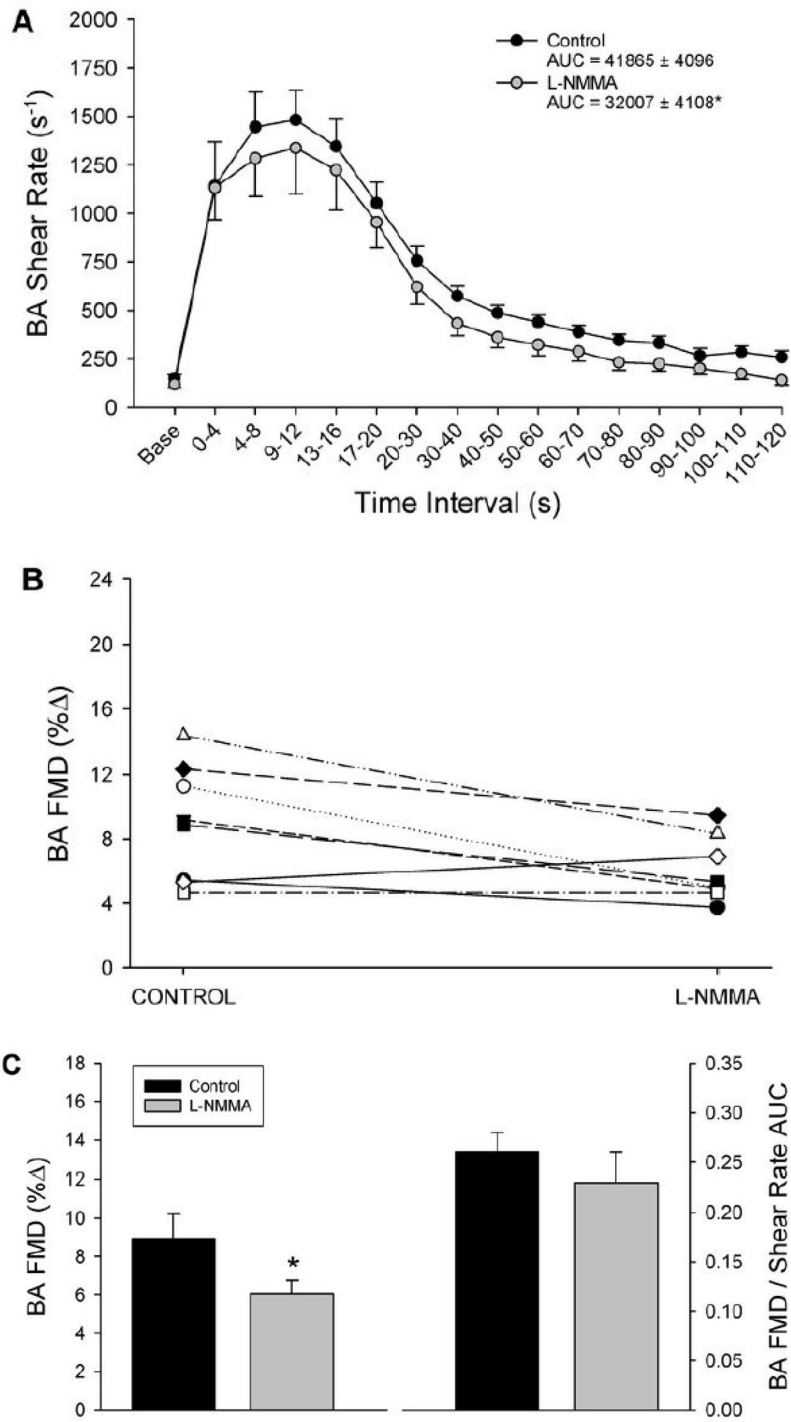 A
BA Shear Rate (s-1)
2000
1750
1500
1250
1000
750
500
250
0
Control
AUC = 41865 ± 4096
L-NMMA
AUC = 32007 ± 4108*
Base
0-4
4-8
9-12
13-16
17-20
20-30
30-40
40-50
50-60
60-70
70-80
80-90
90-100
100-110
110-120
Time Interval (s)
B
BA FMD (%Δ)
24
20
16
12
8
4
0
CONTROL
L-NMMA
C
BA FMD (%Δ)
18
16
14
12
10
8
6
4
2
0
Control
L-NMMA
*
0.35
0.30
0.25
0.20
0.15
0.10
0.05
0.00
BA FMD / Shear Rate AUC